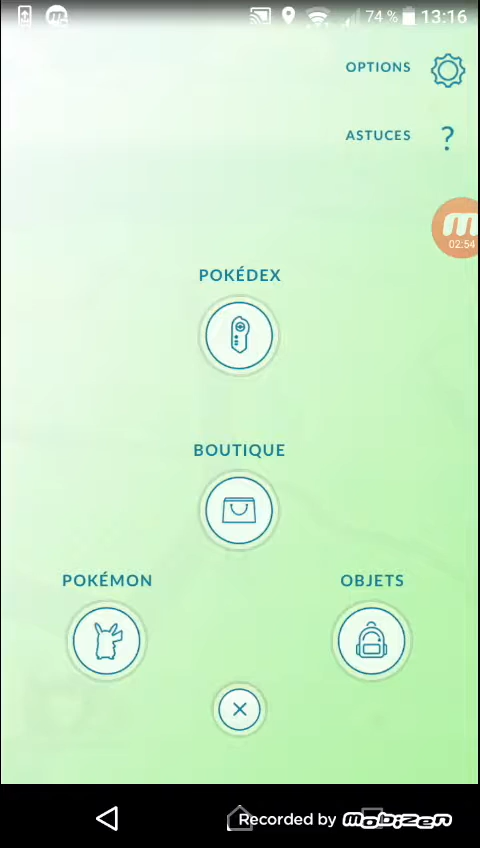 74 % 13:16
OPTIONS
ASTUCES ?
02:54
POKÉDEX
BOUTIQUE
POKÉMON OBJETS
Recorded by mobizen